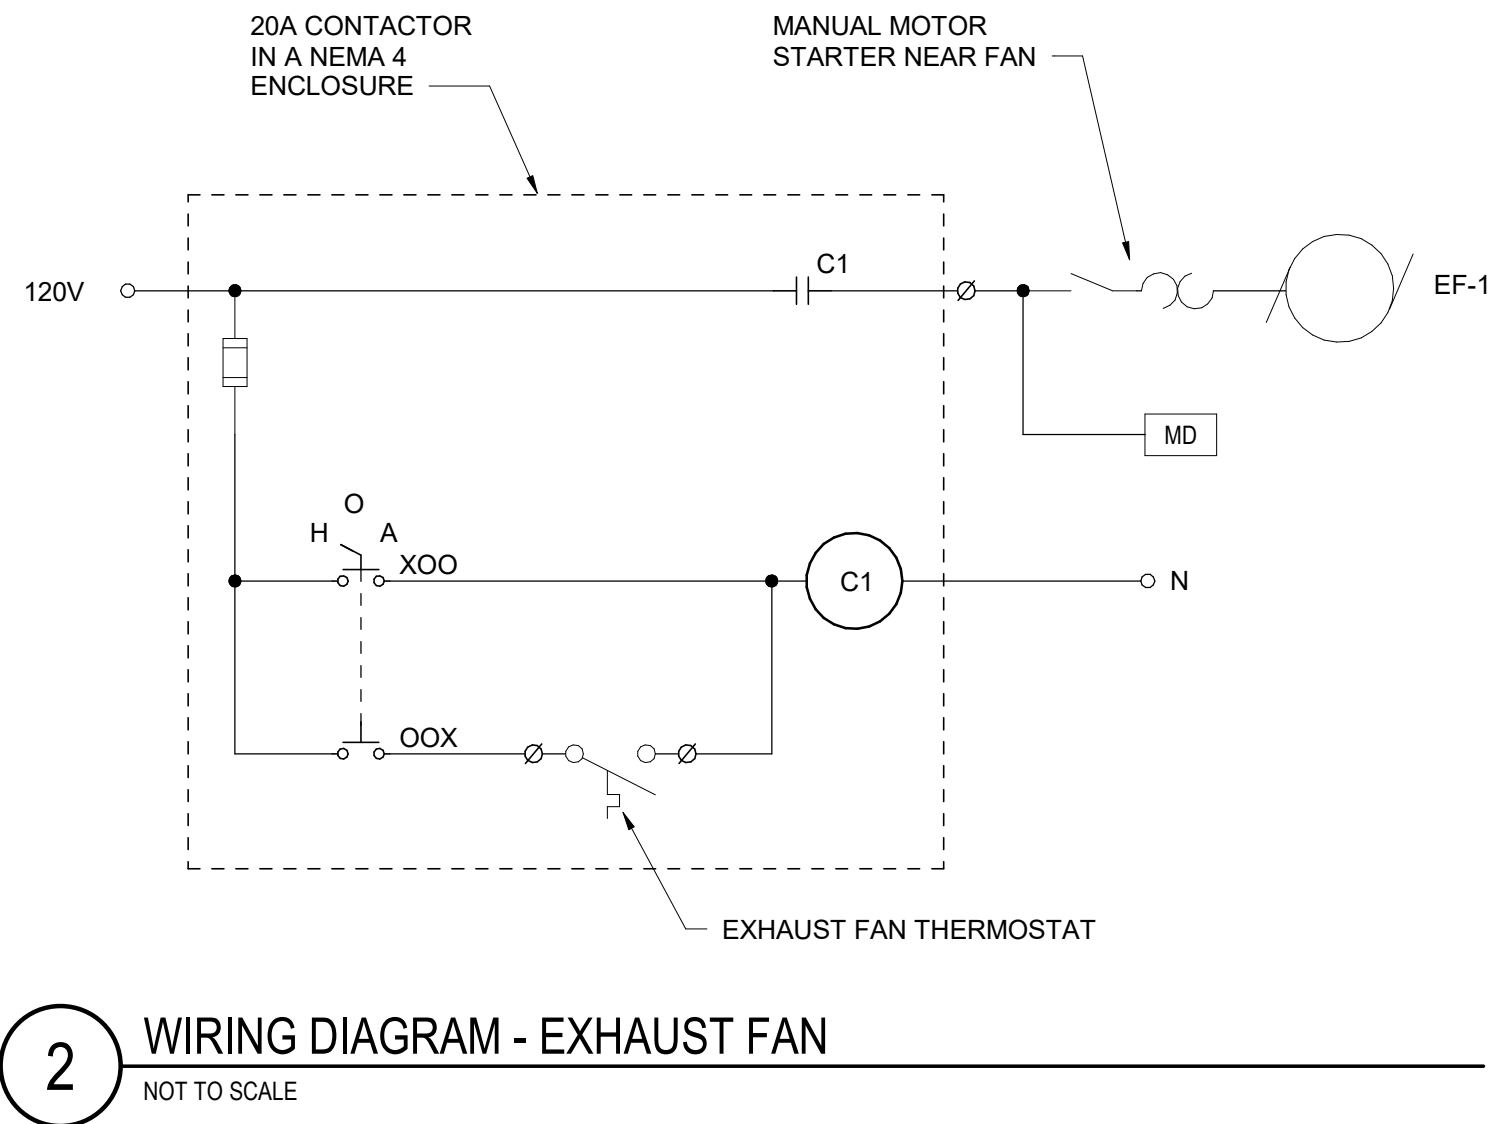 20A CONTACTOR
IN A NEMA 4
ENCLOSURE
MANUAL MOTOR
STARTER NEAR FAN
120V
C1
EF-1
MD
O
H A
XOO
C1
N
OOX
EXHAUST FAN THERMOSTAT
2
WIRING DIAGRAM - EXHAUST FAN
NOT TO SCALE